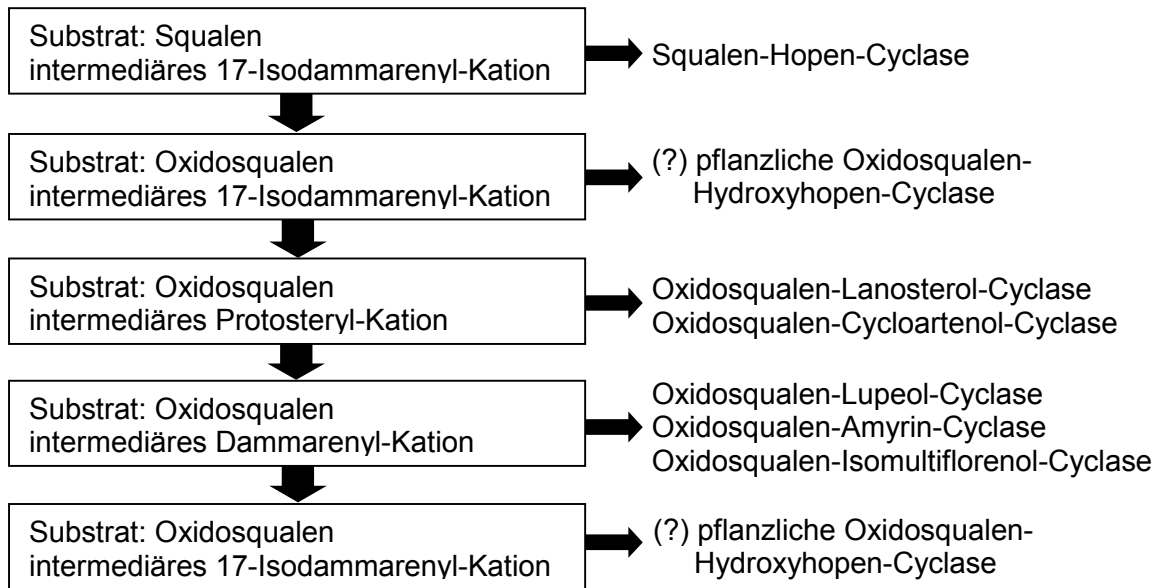 Substrat: Squalen
intermediäres 17-Isodammarenyl-Kation
Squalen-Hopen-Cyclase
Substrat: Oxidosqualen
intermediäres 17-Isodammarenyl-Kation
(?) pflanzliche Oxidosqualen-
Hydroxyhopen-Cyclase
Substrat: Oxidosqualen
intermediäres Protosteryl-Kation
Oxidosqualen-Lanosterol-Cyclase
Oxidosqualen-Cycloartenol-Cyclase
Substrat: Oxidosqualen
intermediäres Dammarenyl-Kation
Oxidosqualen-Lupeol-Cyclase
Oxidosqualen-Amyrin-Cyclase
Oxidosqualen-Isomultiflorenol-Cyclase
Substrat: Oxidosqualen
intermediäres 17-Isodammarenyl-Kation
(?) pflanzliche Oxidosqualen-
Hydroxyhopen-Cyclase